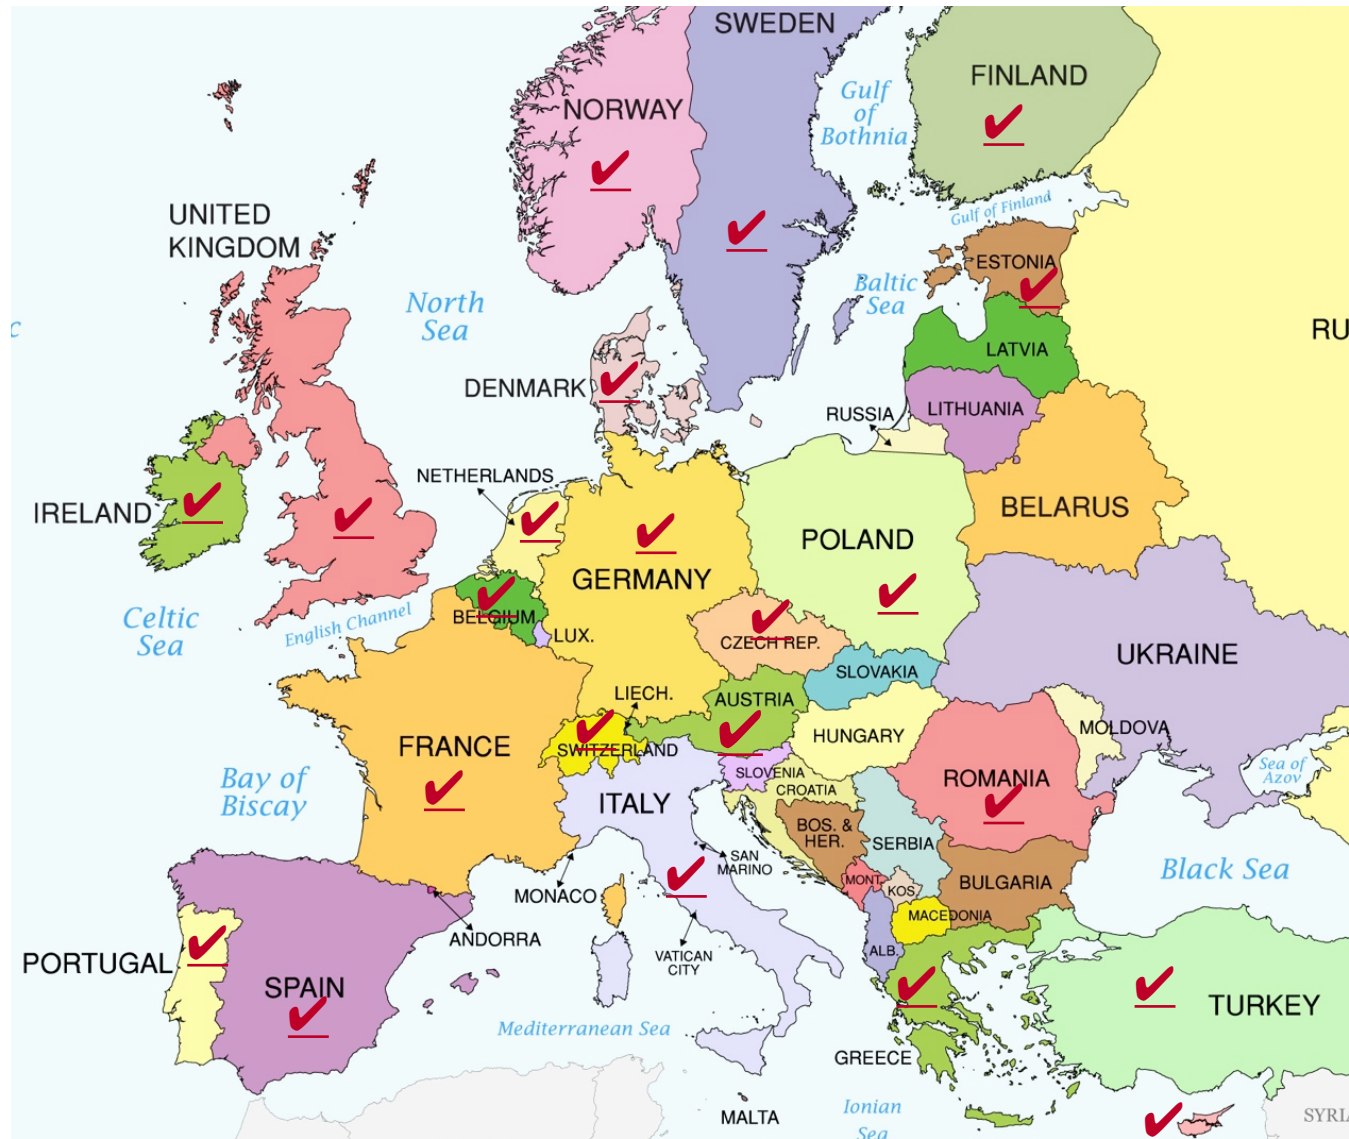 SWEDEN
FINLAND
NORWAY
Gulf
of
Bothnia
UNITED
KINGDOM
Gulf of Finland
ESTONIA
Baltic
Sea
North
Sea
c
RU
LATVIA
DENMARK
LITHUANIA
RUSSIA
NETHERLANDS
IRELAND
BELARUS
POLAND
GERMANY
Celtic
Sea
English Channel
BELGIUM
LUX.
CZECH REP.
UKRAINE
SLOVAKIA
LIECH.
AUSTRIA
MOLDOVA
HUNGARY
FRANCE
SWITZERLAND
Sea of
Azov
SLOVENIA
CROATIA
ROMANIA
Bay of
Biscay
ITALY
BOS. &
HER.
SERBIA
SAN
MARINO
Black Sea
MONT.
KOS.
BULGARIA
MONACO
MACEDONIA
ANDORRA
ALB.
VATICAN
CITY
PORTUGAL
SPAIN
TURKEY
Mediterranean Sea
GREECE
MALTA
Ionian
Sea
SYRI